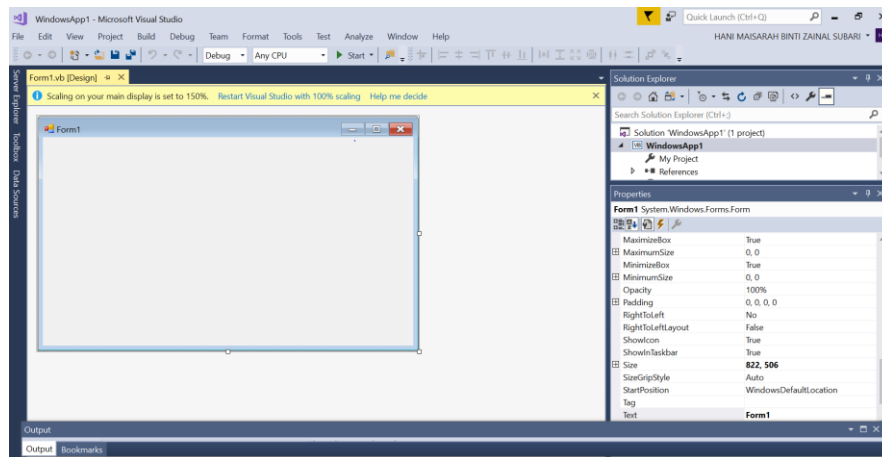 WindowsApp1 - Microsoft Visual Studio
Quick Launch (Ctrl+Q)
File Edit View Project Build Debug Team Format Tools Test Analyze Window Help
HANI MAISARAH BINTI ZAINAL SUBARI
Debug Any CPU Start
Server Explorer
Toolbox
Data Sources
Form1.vb [Design]
Scaling on your main display is set to 150%. Restart Visual Studio with 100% scaling Help me decide
Form1
Solution Explorer
Search Solution Explorer (Ctrl+;)
Solution 'WindowsApp1' (1 project)
WindowsApp1
My Project
References
Properties
Form1 System.Windows.Forms.Form
MaximizeBox True
MaximumSize 0, 0
MinimizeBox True
MinimumSize 0, 0
Opacity 100%
Padding 0, 0, 0, 0
RightToLeft No
RightToLeftLayout False
ShowIcon True
ShowInTaskbar True
Size 822, 506
SizeGripStyle Auto
StartPosition WindowsDefaultLocation
Tag
Text Form1
Output
Output Bookmarks